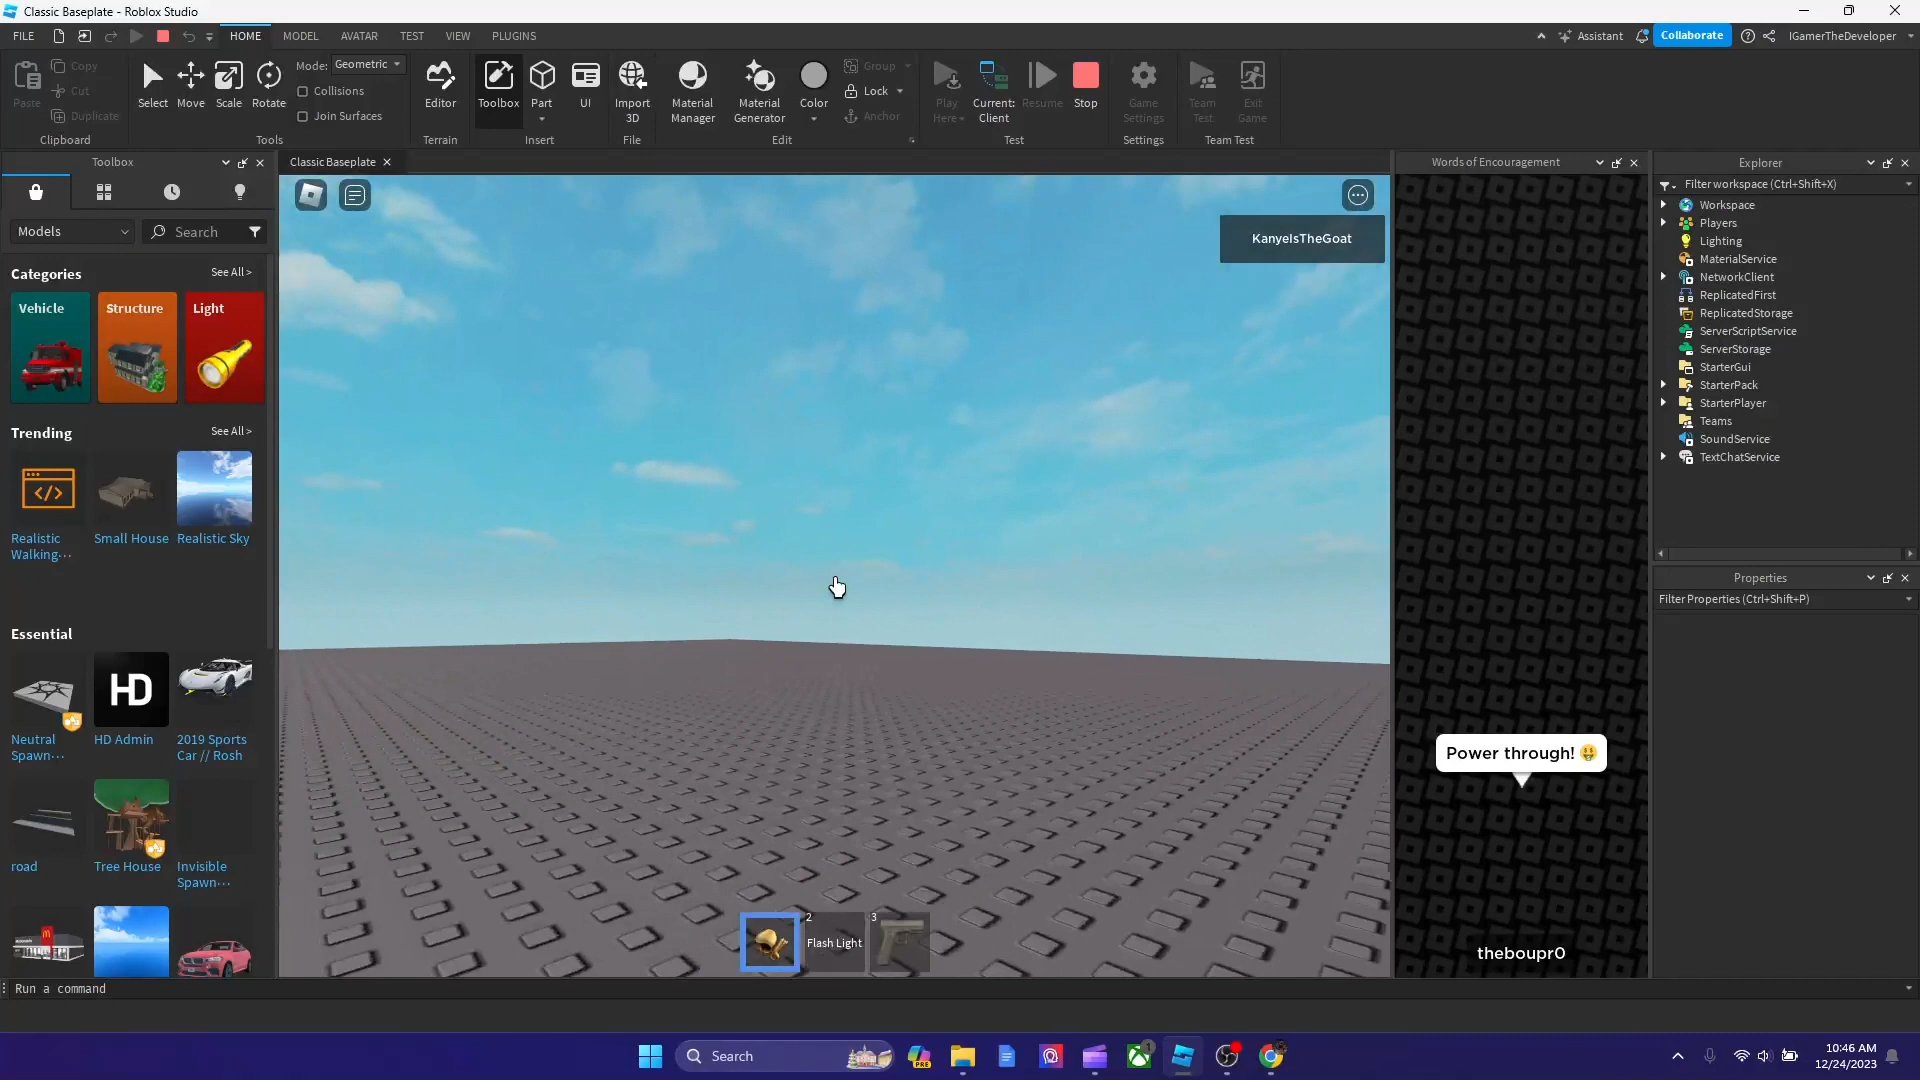 Classic Baseplate - Roblox Studio
FILE
HOME
MODEL
AVATAR
TEST
VIEW
PLUGINS
Assistant
Collaborate
IGamerTheDeveloper
Paste
Copy
Cut
Duplicate
Clipboard
Select
Move
Scale
Rotate
Mode:
Geometric
Collisions
Join Surfaces
Tools
Editor
Terrain
Toolbox
Part
UI
Insert
Import
3D
File
Material
Manager
Material
Generator
Color
Group
Lock
Anchor
Edit
Play
Here
Current:
Client
Resume
Stop
Test
Game
Settings
Settings
Team
Test
Exit
Game
Team Test
Toolbox
Models
Search
Categories
See All >
Vehicle
Structure
Light
Trending
See All >
Realistic
Walking...
Small House
Realistic Sky
Essential
HD
Neutral
Spawn...
HD Admin
2019 Sports
Car // Rosh
road
Tree House
Invisible
Spawn...
Classic Baseplate
KanyeIsTheGoat
2
Flash Light
3
Words of Encouragement
Power through! 🤑
theboupr0
Explorer
Filter workspace (Ctrl+Shift+X)
Workspace
Players
Lighting
MaterialService
NetworkClient
ReplicatedFirst
ReplicatedStorage
ServerScriptService
ServerStorage
StarterGui
StarterPack
StarterPlayer
Teams
SoundService
TextChatService
Properties
Filter Properties (Ctrl+Shift+P)
Run a command
Search
PRE
1
10:46 AM
12/24/2023